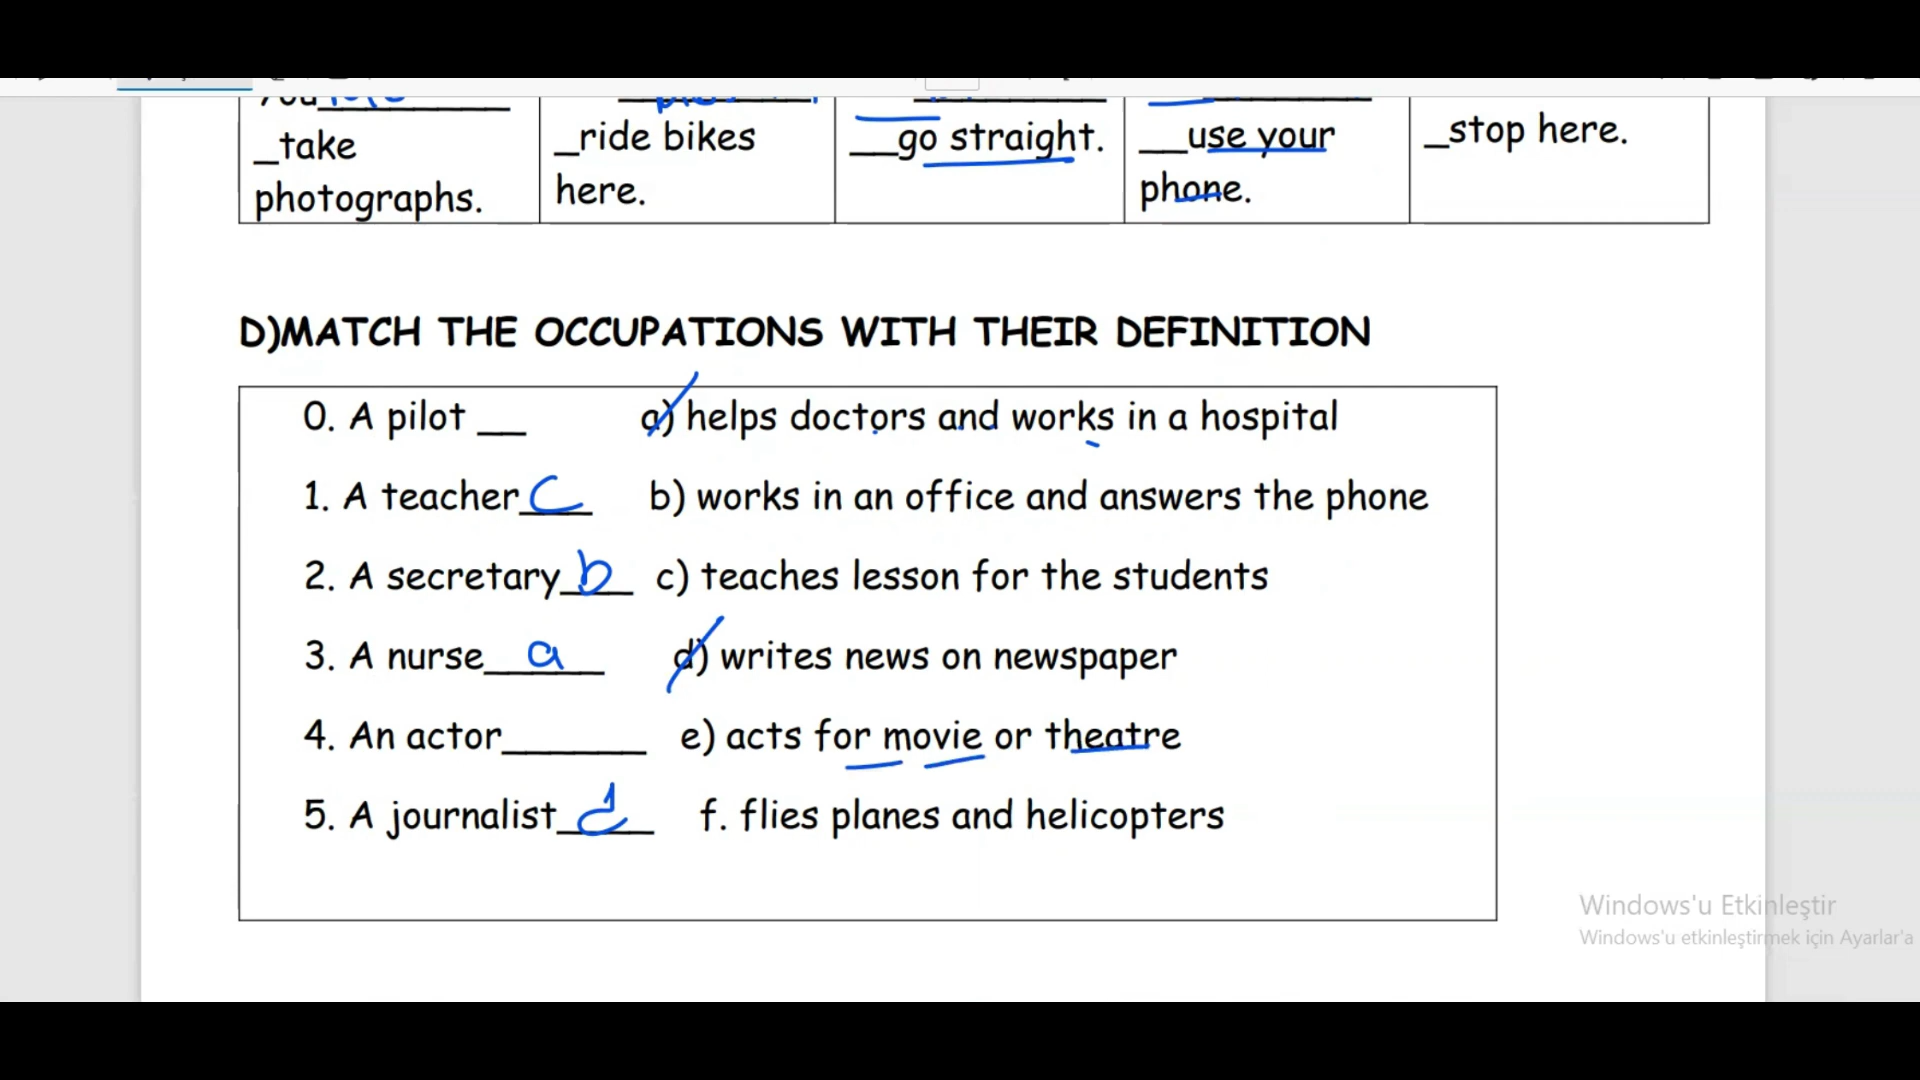 _take
photographs.
_ride bikes
here.
__go straight.
__use your
phone.
_stop here.
D)MATCH THE OCCUPATIONS WITH THEIR DEFINITION
0. A pilot __ a) helps doctors and works in a hospital
1. A teacher c b) works in an office and answers the phone
2. A secretary b c) teaches lesson for the students
3. A nurse a d) writes news on newspaper
4. An actor______ e) acts for movie or theatre
5. A journalist d f. flies planes and helicopters
Windows'u Etkinleştir
Windows'u etkinleştirmek için Ayarlar'a